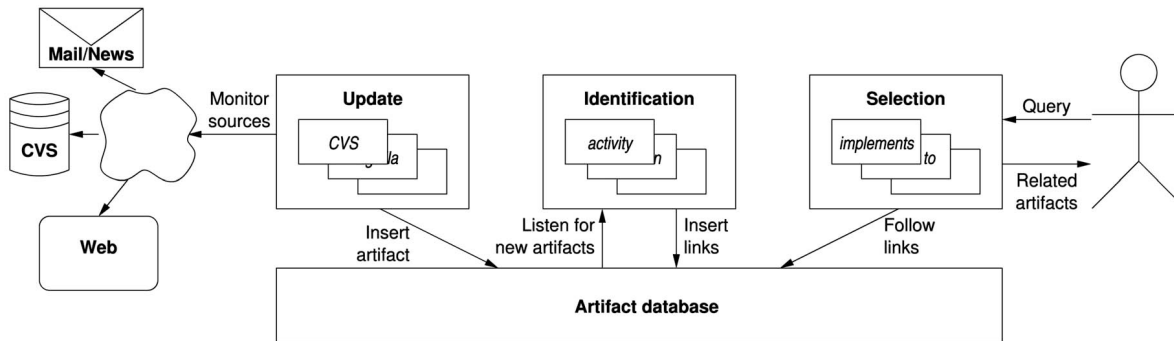 Mail/News
CVS
Web
Monitor
sources
Update
CVS
Insert
artifact
Identification
activity
Listen for
new artifacts
Insert
links
Selection
implements
to
Follow
links
Query
Related
artifacts
Artifact database